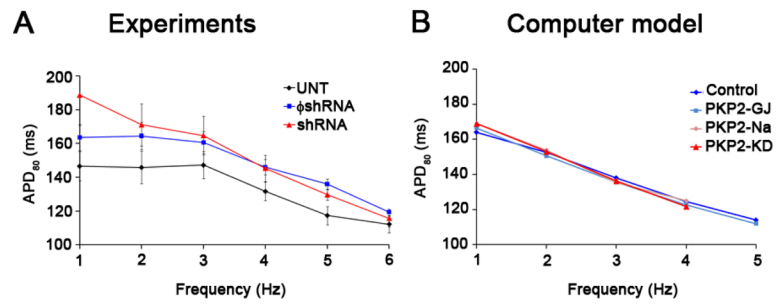 A Experiments
UNT
ϕshRNA
shRNA
APD80 (ms)
200
180
160
140
120
100
1 2 3 4 5 6
Frequency (Hz)
B Computer model
Control
PKP2-GJ
PKP2-Na
PKP2-KD
APD80 (ms)
200
180
160
140
120
100
1 2 3 4 5
Frequency (Hz)